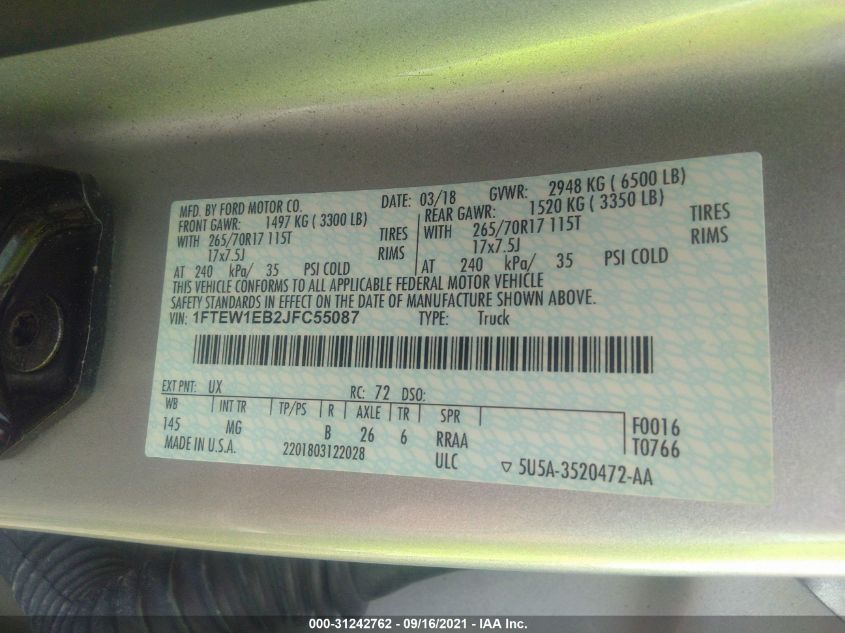 MFD. BY FORD MOTOR CO. DATE: 03/18 GVWR: 2948 KG ( 6500 LB)
FRONT GAWR: 1497 KG ( 3300 LB) REAR GAWR: 1520 KG ( 3350 LB)
WITH 265/70R17 115T TIRES WITH 265/70R17 115T TIRES
17x7.5J RIMS 17x7.5J RIMS
AT 240 kPa/ 35 PSI COLD AT 240 kPa/ 35 PSI COLD
THIS VEHICLE CONFORMS TO ALL APPLICABLE FEDERAL MOTOR VEHICLE
SAFETY STANDARDS IN EFFECT ON THE DATE OF MANUFACTURE SHOWN ABOVE.
VIN: 1FTEW1EB2JFC55087 TYPE: Truck
EXT PNT: UX RC: 72 DSO:
WB INT TR TP/PS R AXLE TR SPR F0016
145 MG B 26 6 RRAA T0766
MADE IN U.S.A. 2201803122028 ULC ▽ 5U5A-3520472-AA
000-31242762 - 09/16/2021 - IAA Inc.